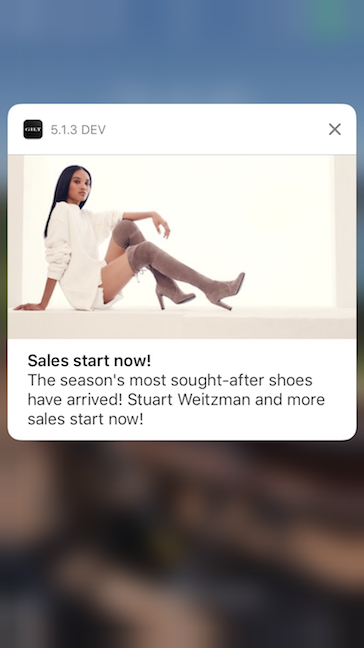 GILT
5.1.3 DEV
Sales start now!
The season's most sought-after shoes
have arrived! Stuart Weitzman and more
sales start now!